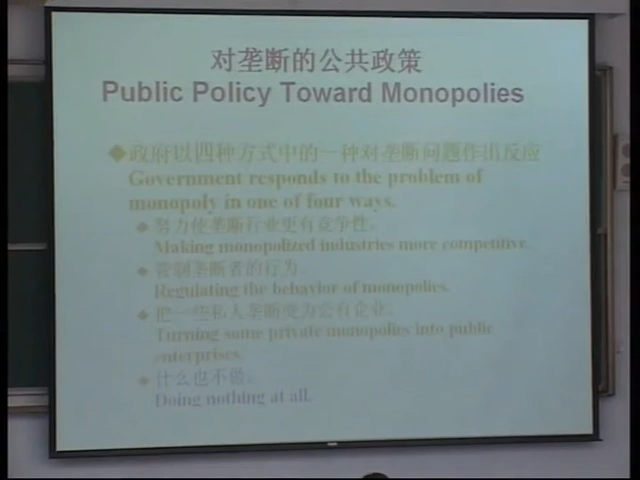 对垄断的公共政策
Public Policy Toward Monopolies
政府以四种方式中的一种对垄断问题作出反应
Government responds to the problem of
monopoly in one of four ways.
努力使垄断行业更有竞争性。
Making monopolized industries more competitive.
管制垄断者的行为。
Regulating the behavior of monopolies.
把一些私人垄断变为公有企业。
Turning some private monopolies into public
enterprises.
什么也不做。
Doing nothing at all.